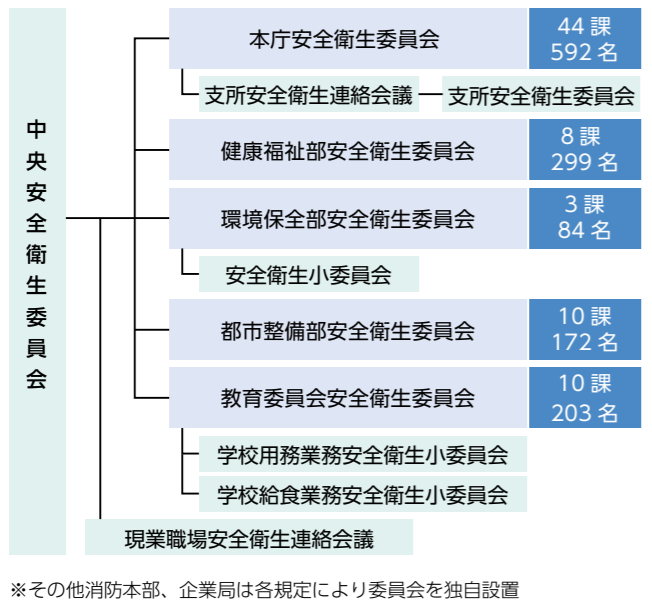 中央安全衛生委員会
本庁安全衛生委員会
44 課
592 名
支所安全衛生連絡会議
支所安全衛生委員会
健康福祉部安全衛生委員会
8 課
299 名
環境保全部安全衛生委員会
3 課
84 名
安全衛生小委員会
都市整備部安全衛生委員会
10 課
172 名
教育委員会安全衛生委員会
10 課
203 名
学校用務業務安全衛生小委員会
学校給食業務安全衛生小委員会
現業職場安全衛生連絡会議
※その他消防本部、企業局は各規定により委員会を独自設置